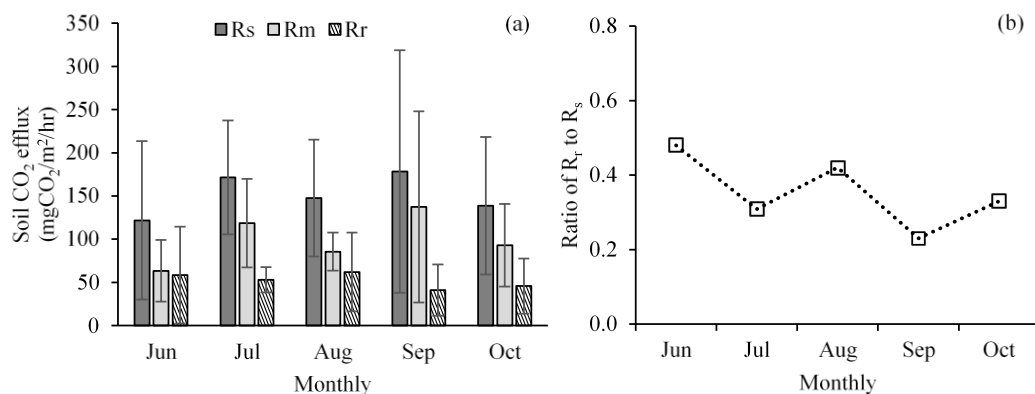 Rs Rm Rr
(a)
Soil CO₂ efflux
(mgCO₂/m²/hr)
350
300
250
200
150
100
50
0
Jun Jul Aug Sep Oct
Monthly
(b)
Ratio of Rᵣ to Rₛ
0.8
0.6
0.4
0.2
0.0
Jun Jul Aug Sep Oct
Monthly